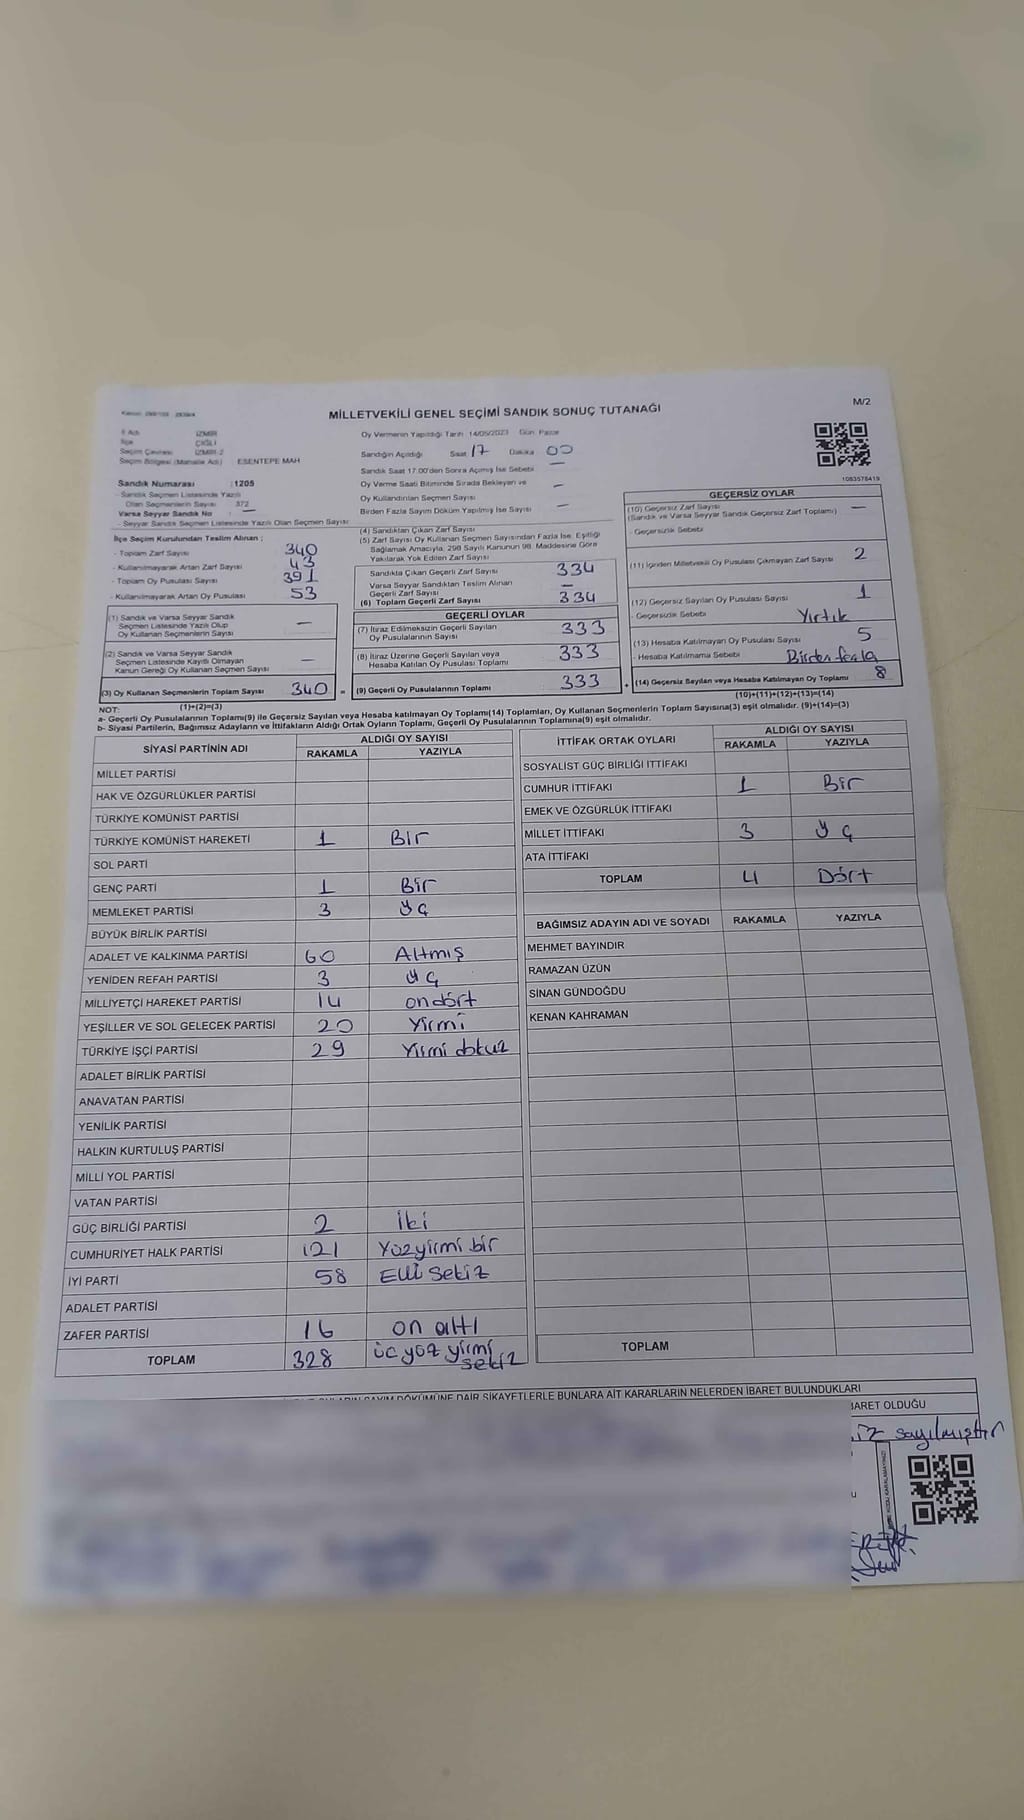 MİLLETVEKİLİ GENEL SEÇİMİ SANDIK SONUÇ TUTANAĞI
M/2
İl Adı İZMİR
İlçe ÇİĞLİ
Seçim Çevresi İZMİR-2
Seçim Bölgesi (Mahalle Adı) ESENTEPE MAH
Oy Vermenin Yapıldığı Tarih 14/05/2023 Gün Pazar
Sandığın Açıldığı Saat 17 Dakika 00
Sandık Saat 17:00'den Sonra Açımış İse Sebebi —
Oy Verme Saati Bitiminde Sırada Bekleyen ve
Oy Kullandırılan Seçmen Sayısı —
Birden Fazla Sayım Döküm Yapılmış İse Sayısı —
1083578419
Sandık Numarası :1205
- Sandık Seçmen Listesinde Yazılı
Olan Seçmenlerin Sayısı 372
Varsa Seyyar Sandık No : —
- Seyyar Sandık Seçmen Listesinde Yazılı Olan Seçmen Sayısı
İlçe Seçim Kurulundan Teslim Alınan ;
- Toplam Zarf Sayısı 340
- Kullanılmayarak Artan Zarf Sayısı 43
- Toplam Oy Pusulası Sayısı 391
- Kullanılmayarak Artan Oy Pusulası 53
(1) Sandık ve Varsa Seyyar Sandık
Seçmen Listesinde Yazılı Olup
Oy Kullanan Seçmenlerin Sayısı —
(2) Sandık ve Varsa Seyyar Sandık
Seçmen Listesinde Kayıtlı Olmayan
Kanun Gereği Oy Kullanan Seçmen Sayısı —
(3) Oy Kullanan Seçmenlerin Toplam Sayısı 340 =
(1)+(2)=(3)
(4) Sandıktan Çıkan Zarf Sayısı
(5) Zarf Sayısı Oy Kullanan Seçmen Sayısından Fazla İse, Eşitliği
Sağlamak Amacıyla, 298 Sayılı Kanunun 98. Maddesine Göre
Yakılarak Yok Edilen Zarf Sayısı
Sandıkta Çıkan Geçerli Zarf Sayısı 334
Varsa Seyyar Sandıktan Teslim Alınan
Geçerli Zarf Sayısı —
(6) Toplam Geçerli Zarf Sayısı 334
GEÇERLİ OYLAR
(7) İtiraz Edilmeksizin Geçerli Sayılan
Oy Pusulalarının Sayısı 333
(8) İtiraz Üzerine Geçerli Sayılan veya
Hesaba Katılan Oy Pusulası Toplamı 333
(9) Geçerli Oy Pusulalarının Toplamı 333 +
GEÇERSİZ OYLAR
(10) Geçersiz Zarf Sayısı —
(Sandık ve Varsa Seyyar Sandık Geçersiz Zarf Toplamı)
- Geçersizlik Sebebi
(11) İçinden Milletvekili Oy Pusulası Çıkmayan Zarf Sayısı 2
(12) Geçersiz Sayılan Oy Pusulası Sayısı 1
- Geçersizlik Sebebi Yırtık
(13) Hesaba Katılmayan Oy Pusulası Sayısı 5
- Hesaba Katılmama Sebebi Birden fazla
(14) Geçersiz Sayılan veya Hesaba Katılmayan Oy Toplamı 8
(10)+(11)+(12)+(13)=(14)
NOT:
a- Geçerli Oy Pusulalarının Toplamı(9) ile Geçersiz Sayılan veya Hesaba katılmayan Oy Toplamı(14) Toplamları, Oy Kullanan Seçmenlerin Toplam Sayısına(3) eşit olmalıdır. (9)+(14)=(3)
b- Siyasi Partilerin, Bağımsız Adayların ve İttifakların Aldığı Ortak Oyların Toplamı, Geçerli Oy Pusulalarının Toplamına(9) eşit olmalıdır.
SİYASİ PARTİNİN ADI ALDIĞI OY SAYISI
RAKAMLA YAZIYLA
MİLLET PARTİSİ
HAK VE ÖZGÜRLÜKLER PARTİSİ
TÜRKİYE KOMÜNİST PARTİSİ
TÜRKİYE KOMÜNİST HAREKETİ 1 Bir
SOL PARTİ
GENÇ PARTİ 1 Bir
MEMLEKET PARTİSİ 3 Üç
BÜYÜK BİRLİK PARTİSİ
ADALET VE KALKINMA PARTİSİ 60 Altmış
YENİDEN REFAH PARTİSİ 3 Üç
MİLLİYETÇİ HAREKET PARTİSİ 14 on dört
YEŞİLLER VE SOL GELECEK PARTİSİ 20 Yirmi
TÜRKİYE İŞÇİ PARTİSİ 29 Yirmi dokuz
ADALET BİRLİK PARTİSİ
ANAVATAN PARTİSİ
YENİLİK PARTİSİ
HALKIN KURTULUŞ PARTİSİ
MİLLİ YOL PARTİSİ
VATAN PARTİSİ
GÜÇ BİRLİĞİ PARTİSİ 2 İki
CUMHURİYET HALK PARTİSİ 121 Yüzyirmi bir
İYİ PARTİ 58 Elli Sekiz
ADALET PARTİSİ
ZAFER PARTİSİ 16 on altı
TOPLAM 328 üç yüz yirmi sekiz
İTTİFAK ORTAK OYLARI ALDIĞI OY SAYISI
RAKAMLA YAZIYLA
SOSYALİST GÜÇ BİRLİĞİ İTTİFAKI
CUMHUR İTTİFAKI 1 Bir
EMEK VE ÖZGÜRLÜK İTTİFAKI
MİLLET İTTİFAKI 3 Üç
ATA İTTİFAKI
TOPLAM 4 Dört
BAĞIMSIZ ADAYIN ADI VE SOYADI RAKAMLA YAZIYLA
MEHMET BAYINDIR
RAMAZAN ÜZÜN
SİNAN GÜNDOĞDU
KENAN KAHRAMAN
TOPLAM
SAYIM DÖKÜMÜNE DAİR ŞİKAYETLERLE BUNLARA AİT KARARLARIN NELERDEN İBARET BULUNDUKLARI
İBARET OLDUĞU
sayılmıştır